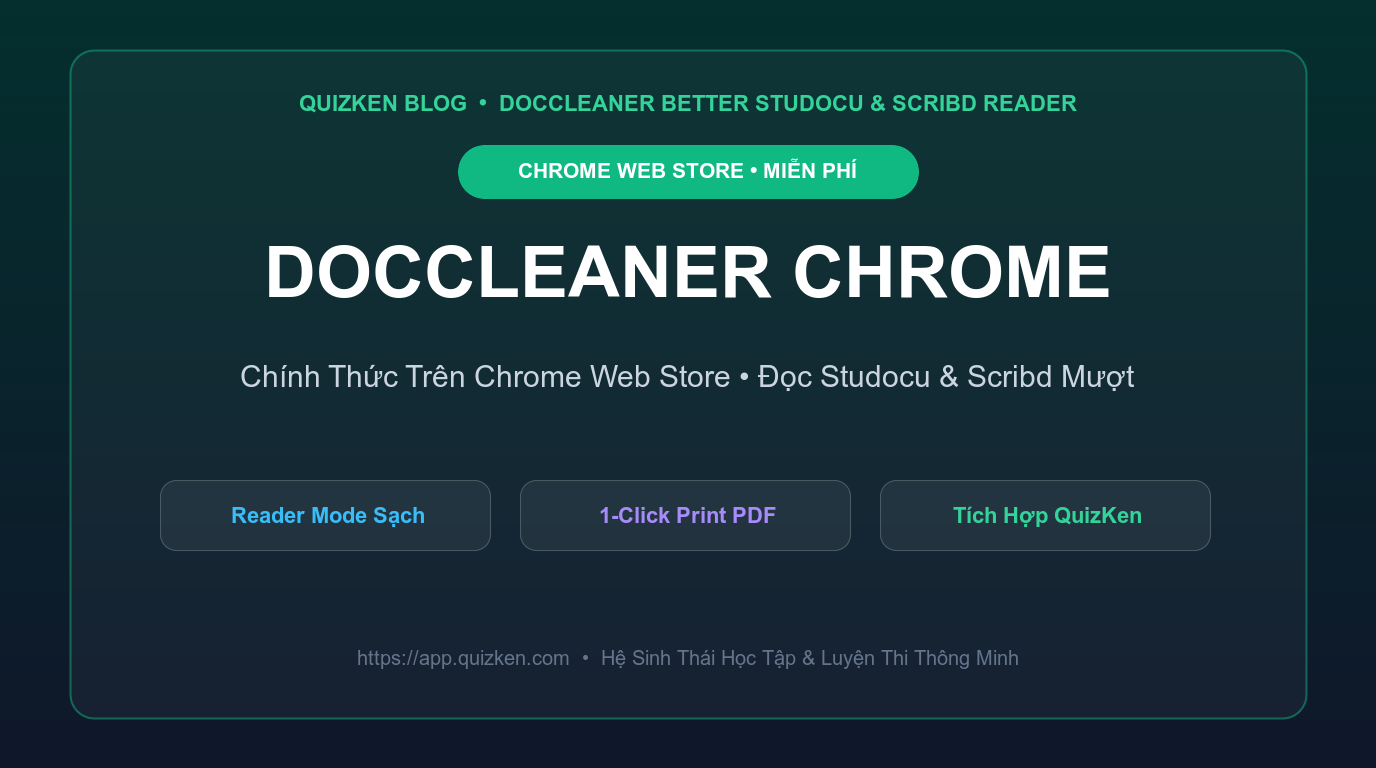 QUIZKEN BLOG • DOCCLEANER BETTER STUDOCU & SCRIBD READER
CHROME WEB STORE • MIỄN PHÍ
DOCCLEANER CHROME
Chính Thức Trên Chrome Web Store • Đọc Studocu & Scribd Mượt
Reader Mode Sạch
1-Click Print PDF
Tích Hợp QuizKen
https://app.quizken.com • Hệ Sinh Thái Học Tập & Luyện Thi Thông Minh